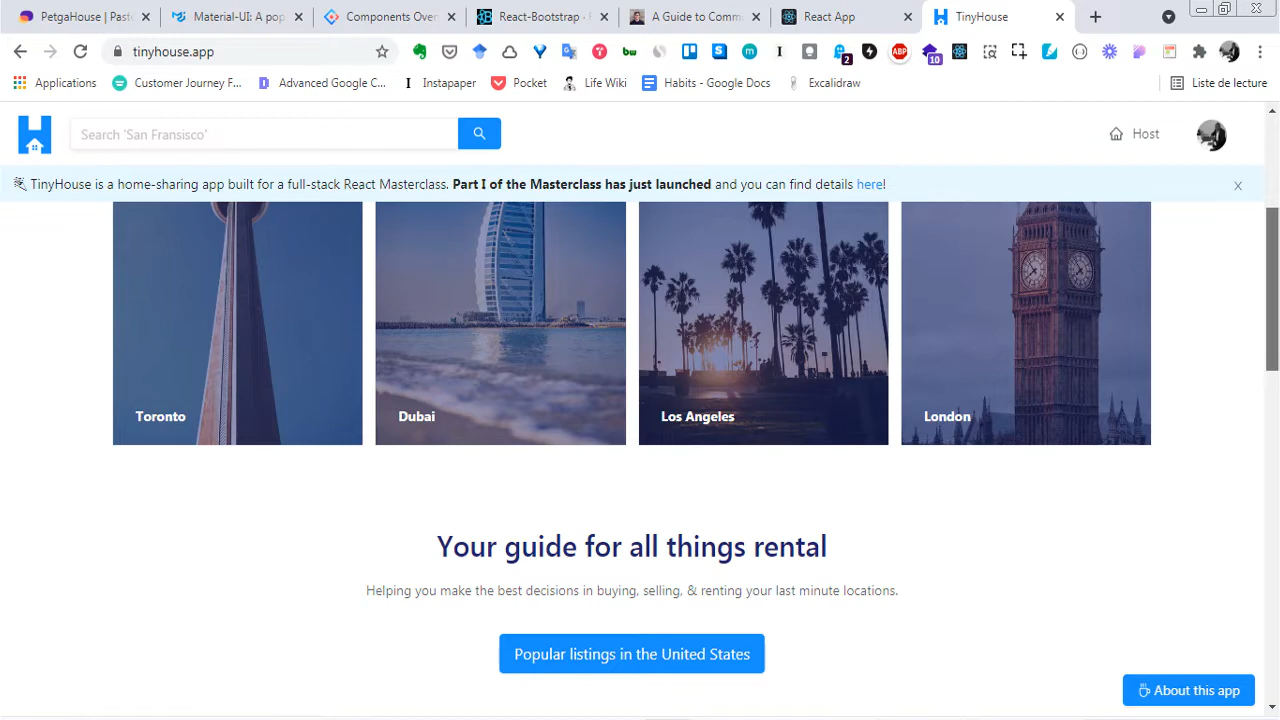 PetgaHouse | Past
Material-UI: A pop
Components Over
React-Bootstrap ·
A Guide to Comm
React App
TinyHouse
tinyhouse.app
2
ABP
10
Applications
Customer Journey F...
Advanced Google C...
Instapaper
Pocket
Life Wiki
Habits - Google Docs
Excalidraw
Liste de lecture
Search 'San Fransisco'
Host
TinyHouse is a home-sharing app built for a full-stack React Masterclass. Part I of the Masterclass has just launched and you can find details here!
Toronto
Dubai
Los Angeles
London
Your guide for all things rental
Helping you make the best decisions in buying, selling, & renting your last minute locations.
Popular listings in the United States
About this app